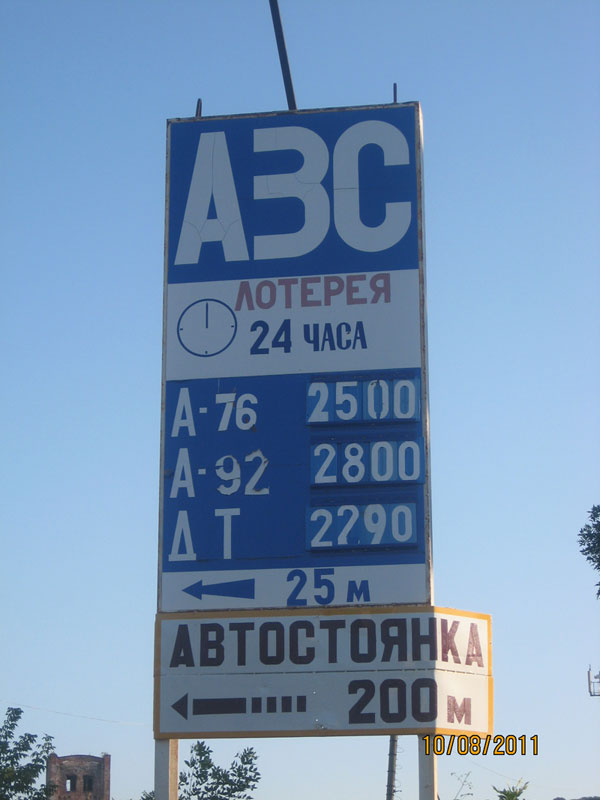 АЗС
ЛОТЕРЕЯ
24 ЧАСА
А-76 2500
А-92 2800
ДТ 2290
25 м
АВТОСТОЯНКА
200 м
10/08/2011